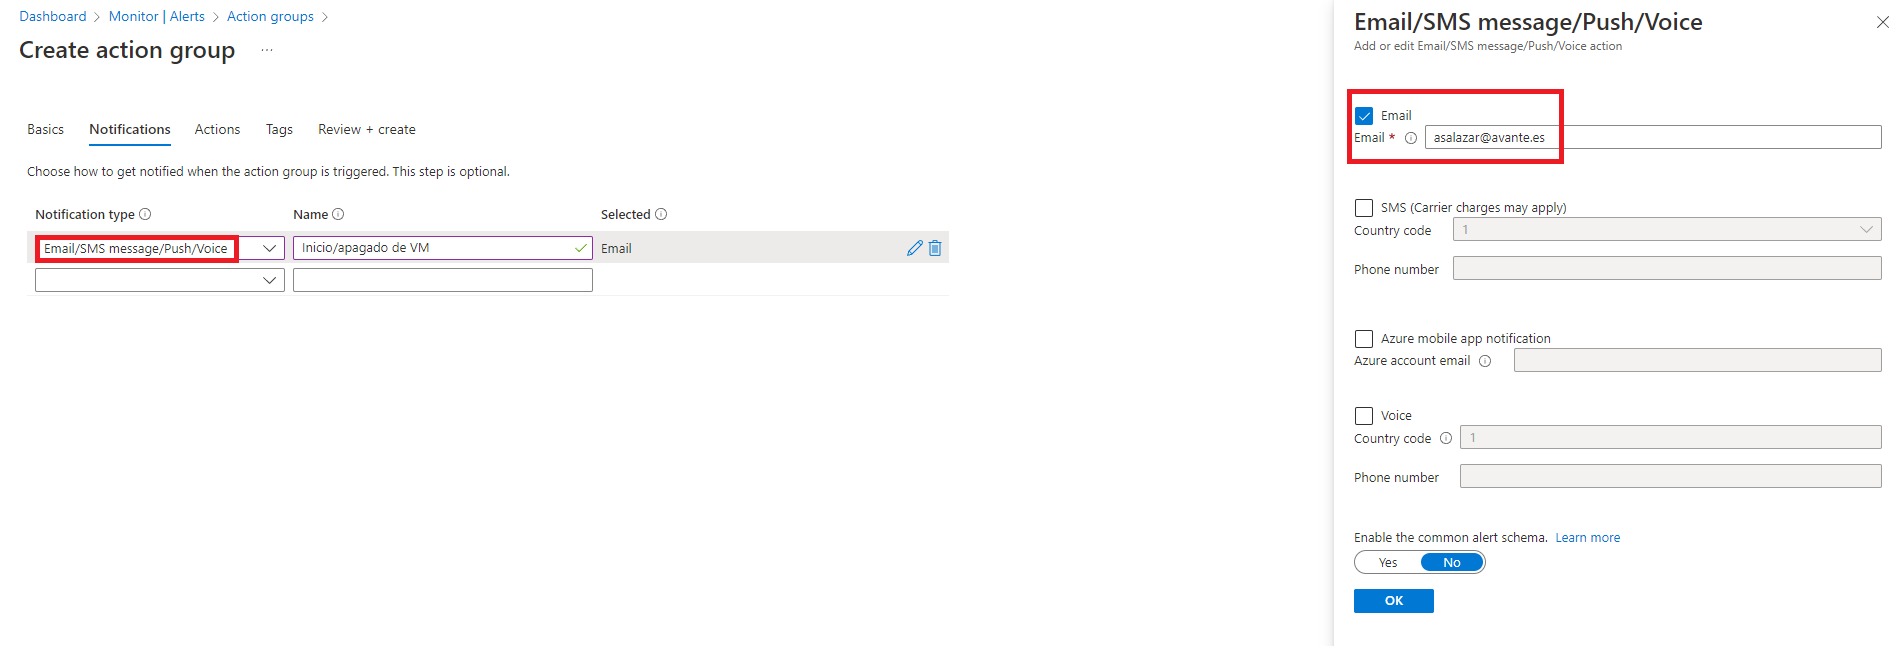 Dashboard > Monitor | Alerts > Action groups >
Create action group ...
Basics Notifications Actions Tags Review + create
Choose how to get notified when the action group is triggered. This step is optional.
Notification type Name Selected
Email/SMS message/Push/Voice Inicio/apagado de VM Email
Email/SMS message/Push/Voice
Add or edit Email/SMS message/Push/Voice action
Email
Email * asalazar@avante.es
SMS (Carrier charges may apply)
Country code 1
Phone number
Azure mobile app notification
Azure account email
Voice
Country code 1
Phone number
Enable the common alert schema. Learn more
Yes No
OK